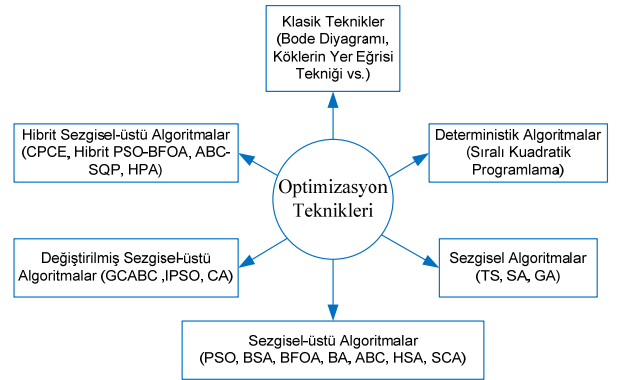 Klasik Teknikler
(Bode Diyagramı,
Köklerin Yer Eğrisi
Tekniği vs.)
Hibrit Sezgisel-üstü Algoritmalar
(CPCE, Hibrit PSO-BFOA, ABC-
SQP, HPA)
Deterministik Algoritmalar
(Sıralı Kuadratik
Programlama)
Optimizasyon
Teknikleri
Değiştirilmiş Sezgisel-üstü
Algoritmalar (GCABC ,IPSO, CA)
Sezgisel Algoritmalar
(TS, SA, GA)
Sezgisel-üstü Algoritmalar
(PSO, BSA, BFOA, BA, ABC, HSA, SCA)